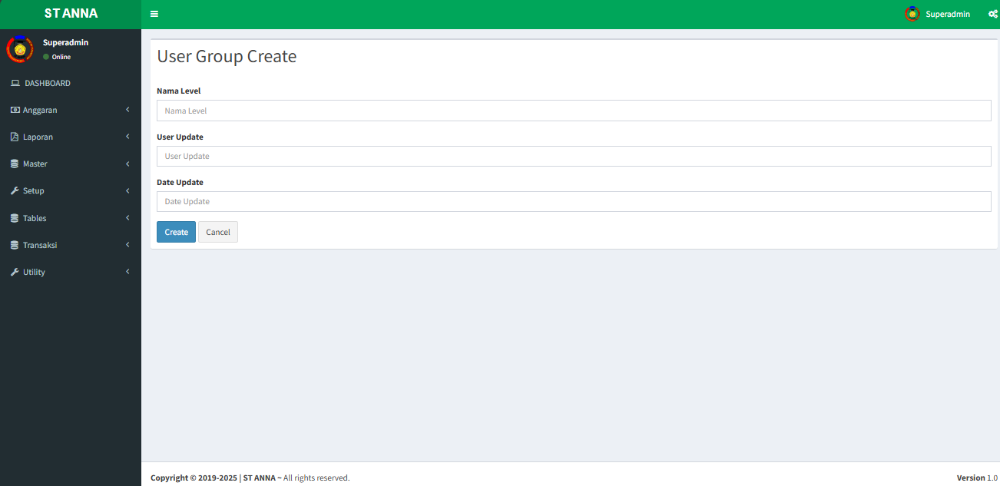 ST ANNA
Superadmin
Superadmin
Online
DASHBOARD
Anggaran
Laporan
Master
Setup
Tables
Transaksi
Utility
User Group Create
Nama Level
Nama Level
User Update
User Update
Date Update
Date Update
Create Cancel
Copyright © 2019-2025 | ST ANNA ~ All rights reserved.
Version 1.0